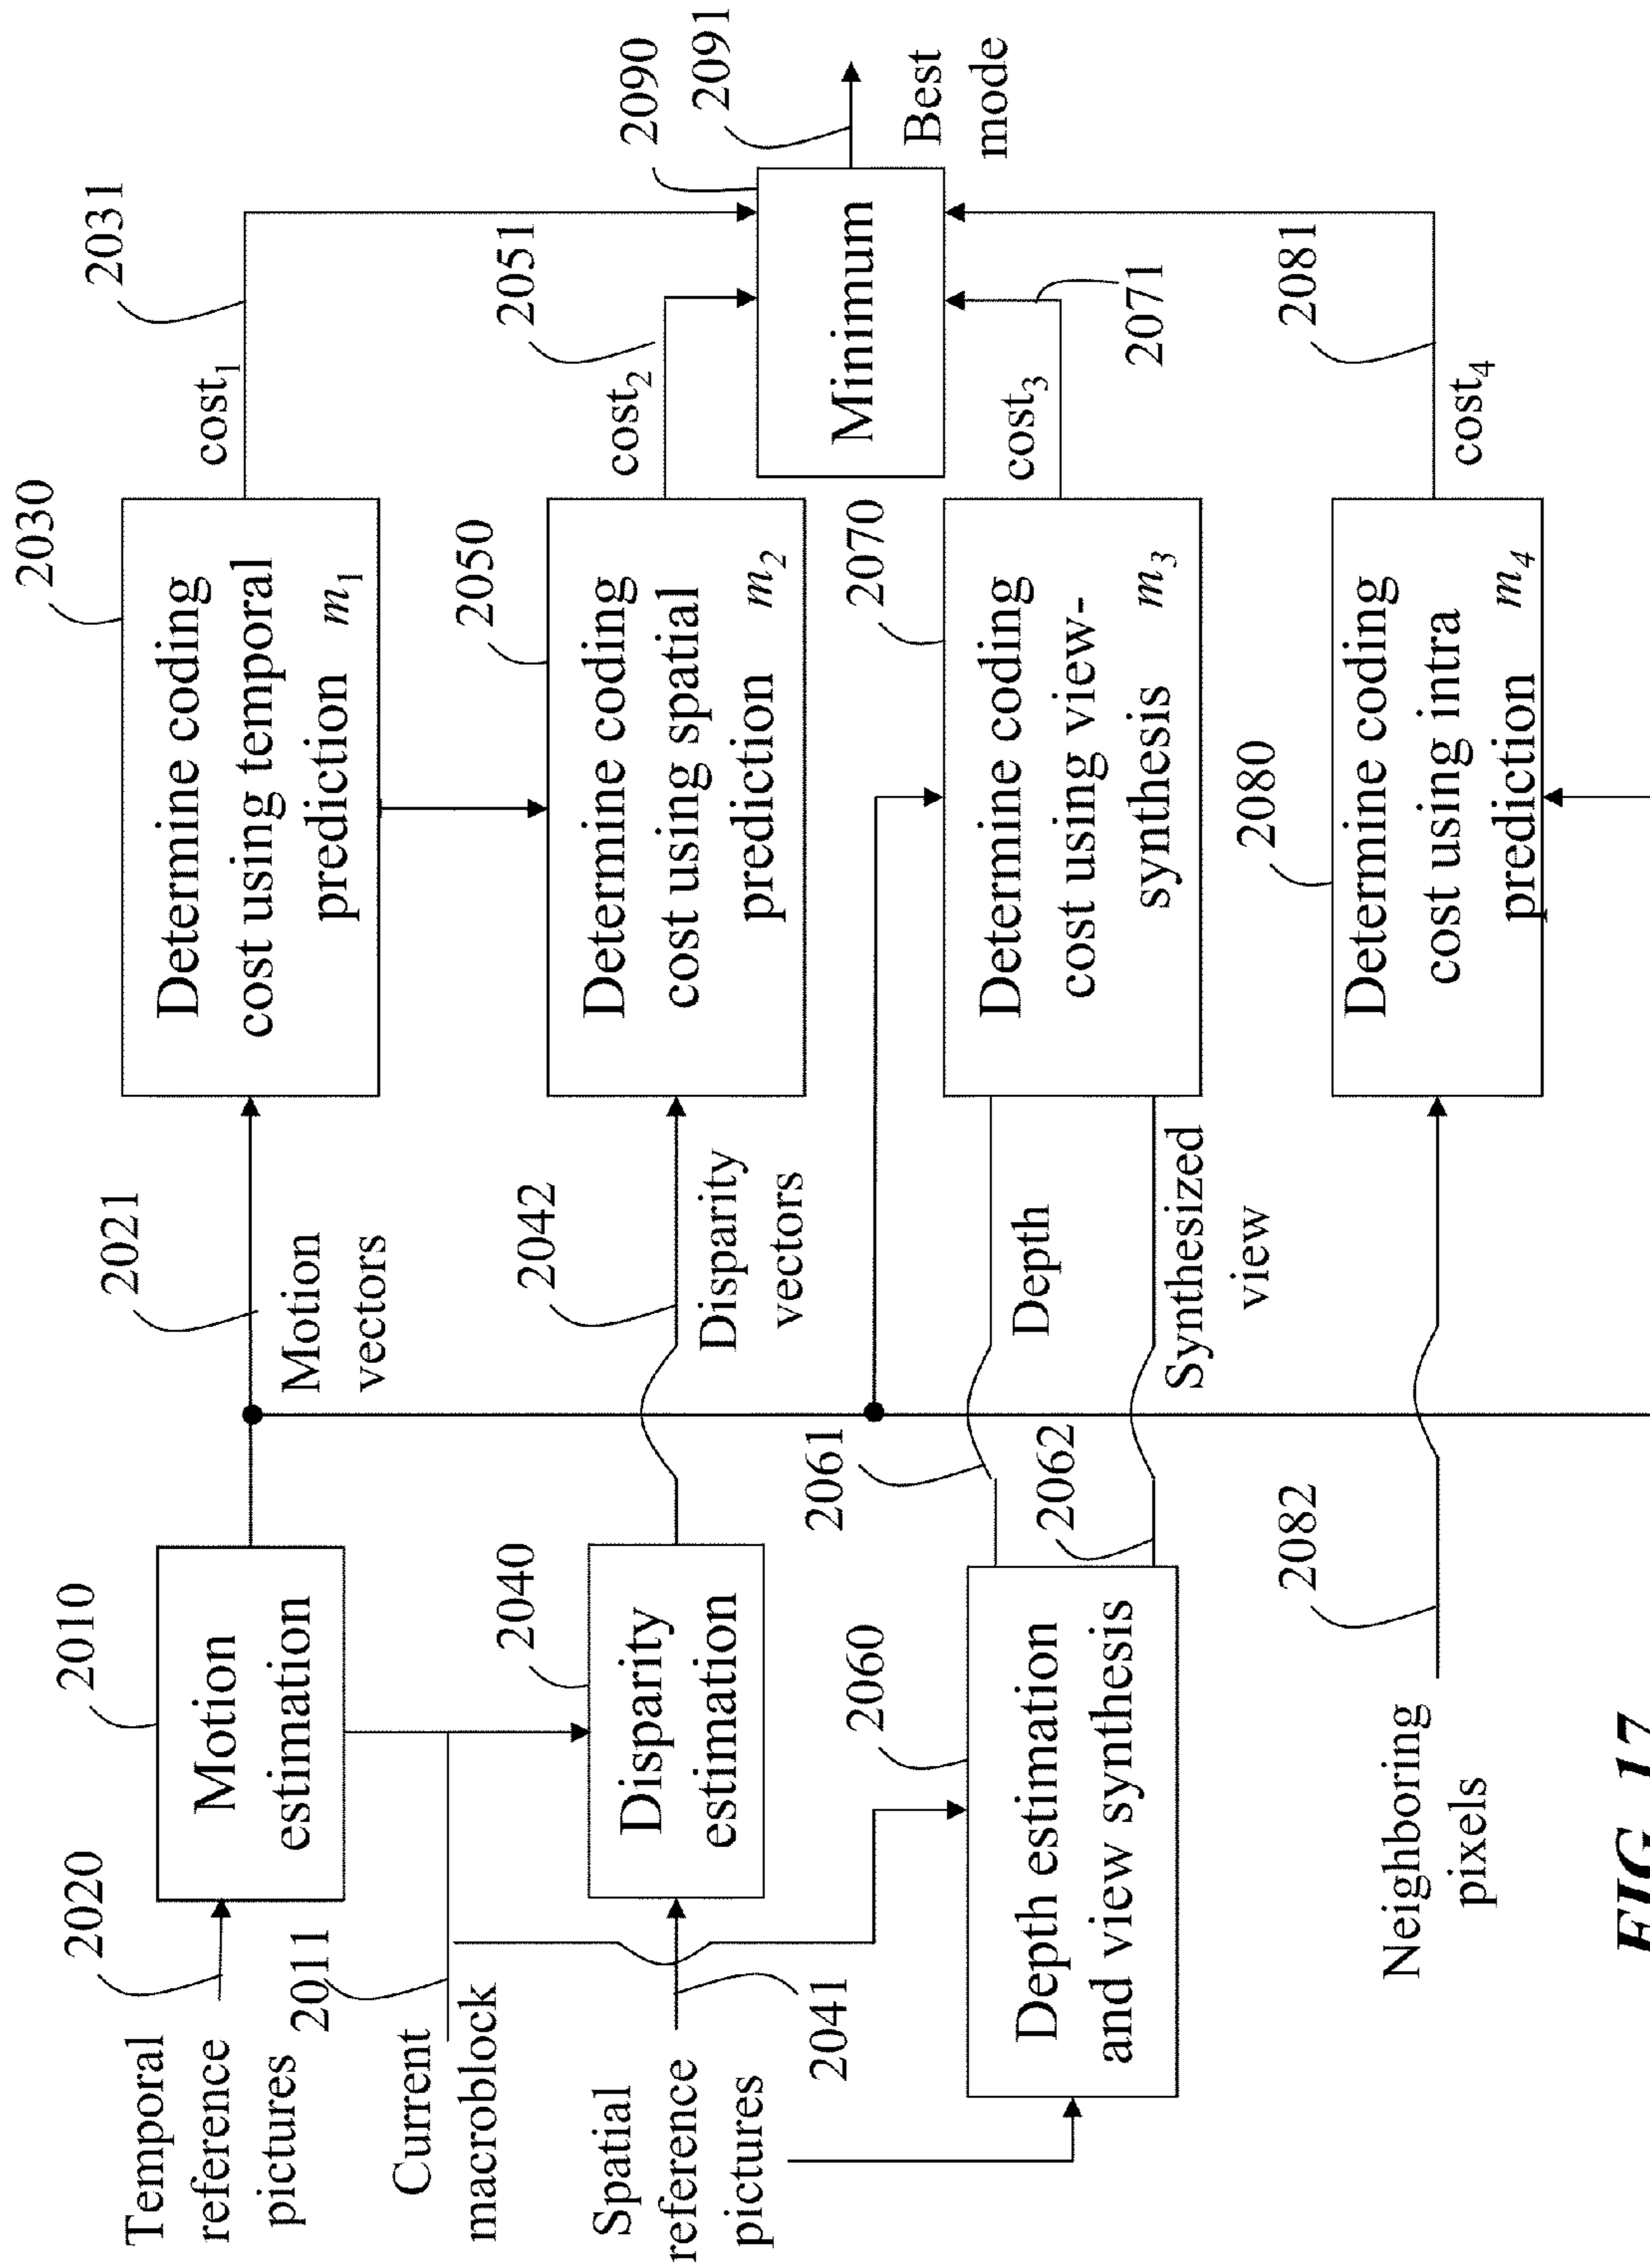 2020
Temporal
reference
pictures
2010
Motion
estimation
2021
Motion
vectors
2030
Determine coding
cost using temporal
prediction m1
cost1
2031
2011
Current
macroblock
Spatial
reference
pictures
2041
2040
Disparity
estimation
2042
Disparity
vectors
2050
Determine coding
cost using spatial
prediction m2
cost2
2051
2060
Depth estimation
and view synthesis
2061
Depth
2062
Synthesized
view
2070
Determine coding
cost using view-
synthesis m3
cost3
2071
2082
Neighboring
pixels
2080
Determine coding
cost using intra
prediction m4
cost4
2081
2090
Minimum
2091
Best
mode
FIG. 17